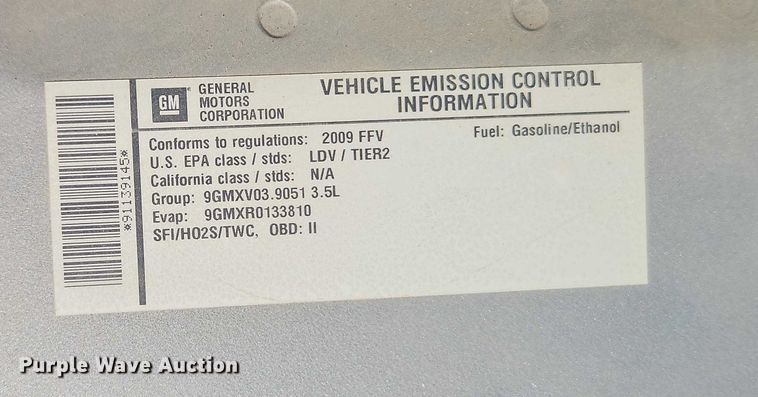 GM
GENERAL
MOTORS
CORPORATION
VEHICLE EMISSION CONTROL
INFORMATION
Conforms to regulations: 2009 FFV
Fuel: Gasoline/Ethanol
U.S. EPA class / stds: LDV / TIER2
California class / stds: N/A
Group: 9GMXV03.9051 3.5L
Evap: 9GMXR0133810
SFI/HO2S/TWC, OBD: II
*91139145*
Purple Wave Auction